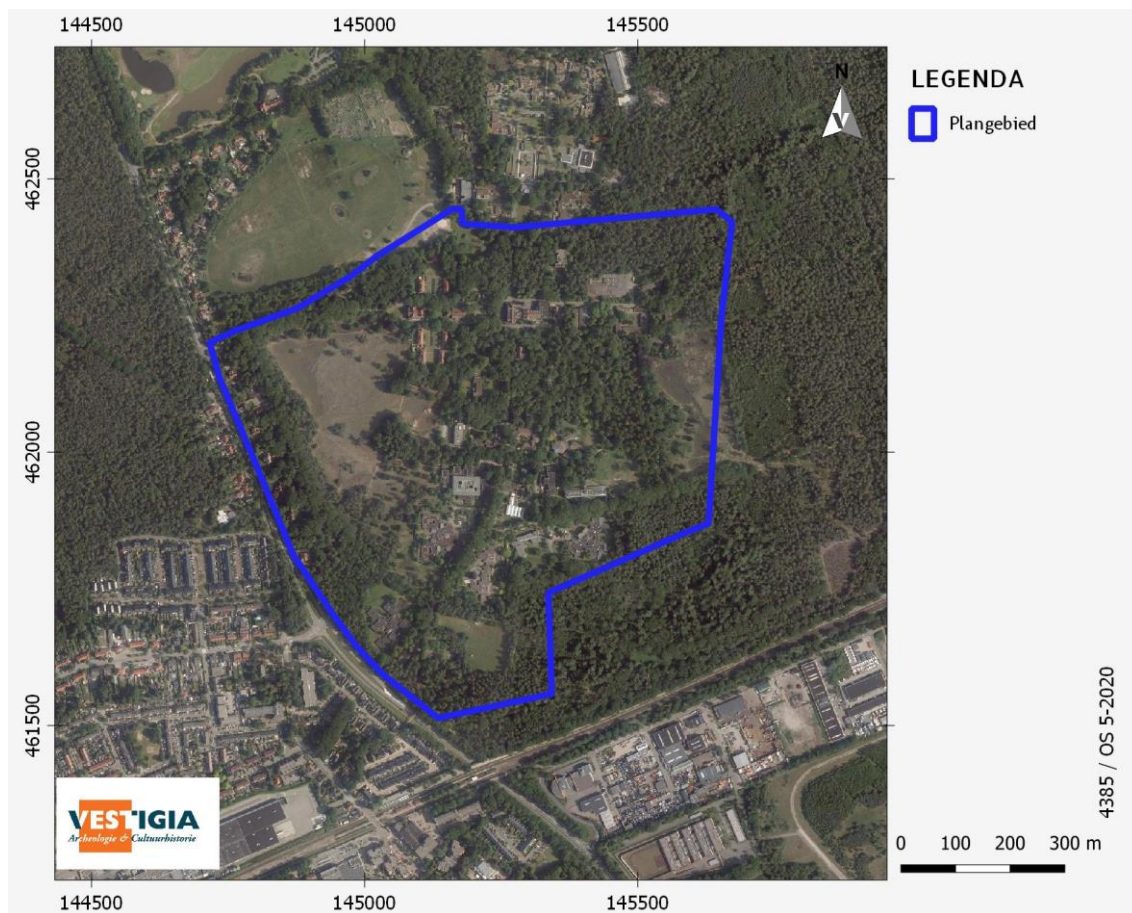 144500 145000 145500
LEGENDA
Plangebied
N
462500
462000
461500
4385 / OS 5-2020
VESTIGIA
Archeologie & Cultuurhistorie
0 100 200 300 m
144500 145000 145500